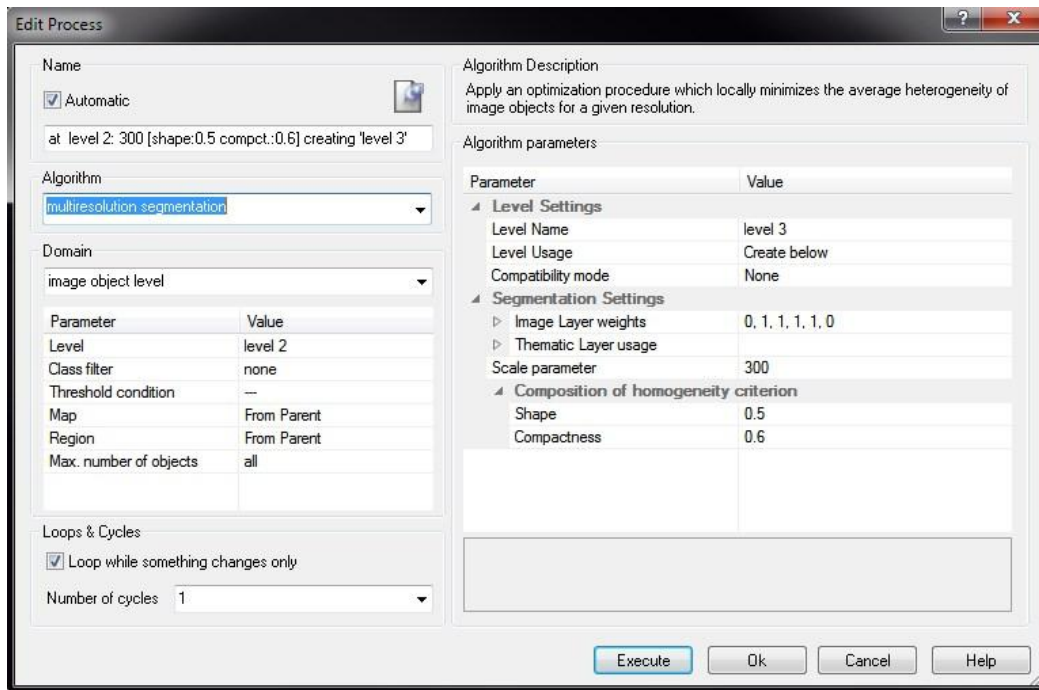 Edit Process
Name
Automatic
at level 2: 300 [shape:0.5 compct.:0.6] creating 'level 3'
Algorithm
multiresolution segmentation
Domain
image object level
Parameter Value
Level level 2
Class filter none
Threshold condition ---
Map From Parent
Region From Parent
Max. number of objects all
Loops & Cycles
Loop while something changes only
Number of cycles 1
Algorithm Description
Apply an optimization procedure which locally minimizes the average heterogeneity of
image objects for a given resolution.
Algorithm parameters
Parameter Value
Level Settings
Level Name level 3
Level Usage Create below
Compatibility mode None
Segmentation Settings
Image Layer weights 0, 1, 1, 1, 1, 0
Thematic Layer usage
Scale parameter 300
Composition of homogeneity criterion
Shape 0.5
Compactness 0.6
Execute Ok Cancel Help